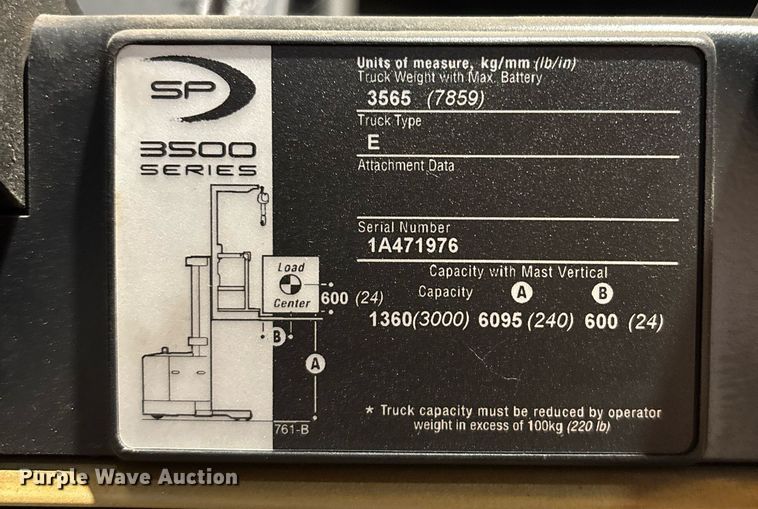 SP
3500
SERIES
Units of measure, kg/mm (lb/in)
Truck Weight with Max. Battery
3565 (7859)
Truck Type
E
Attachment Data
Serial Number
1A471976
Capacity with Mast Vertical
Capacity A B
1360(3000) 6095 (240) 600 (24)
Load
Center
600 (24)
B
A
761-B
* Truck capacity must be reduced by operator
weight in excess of 100kg (220 lb)
Purple Wave Auction